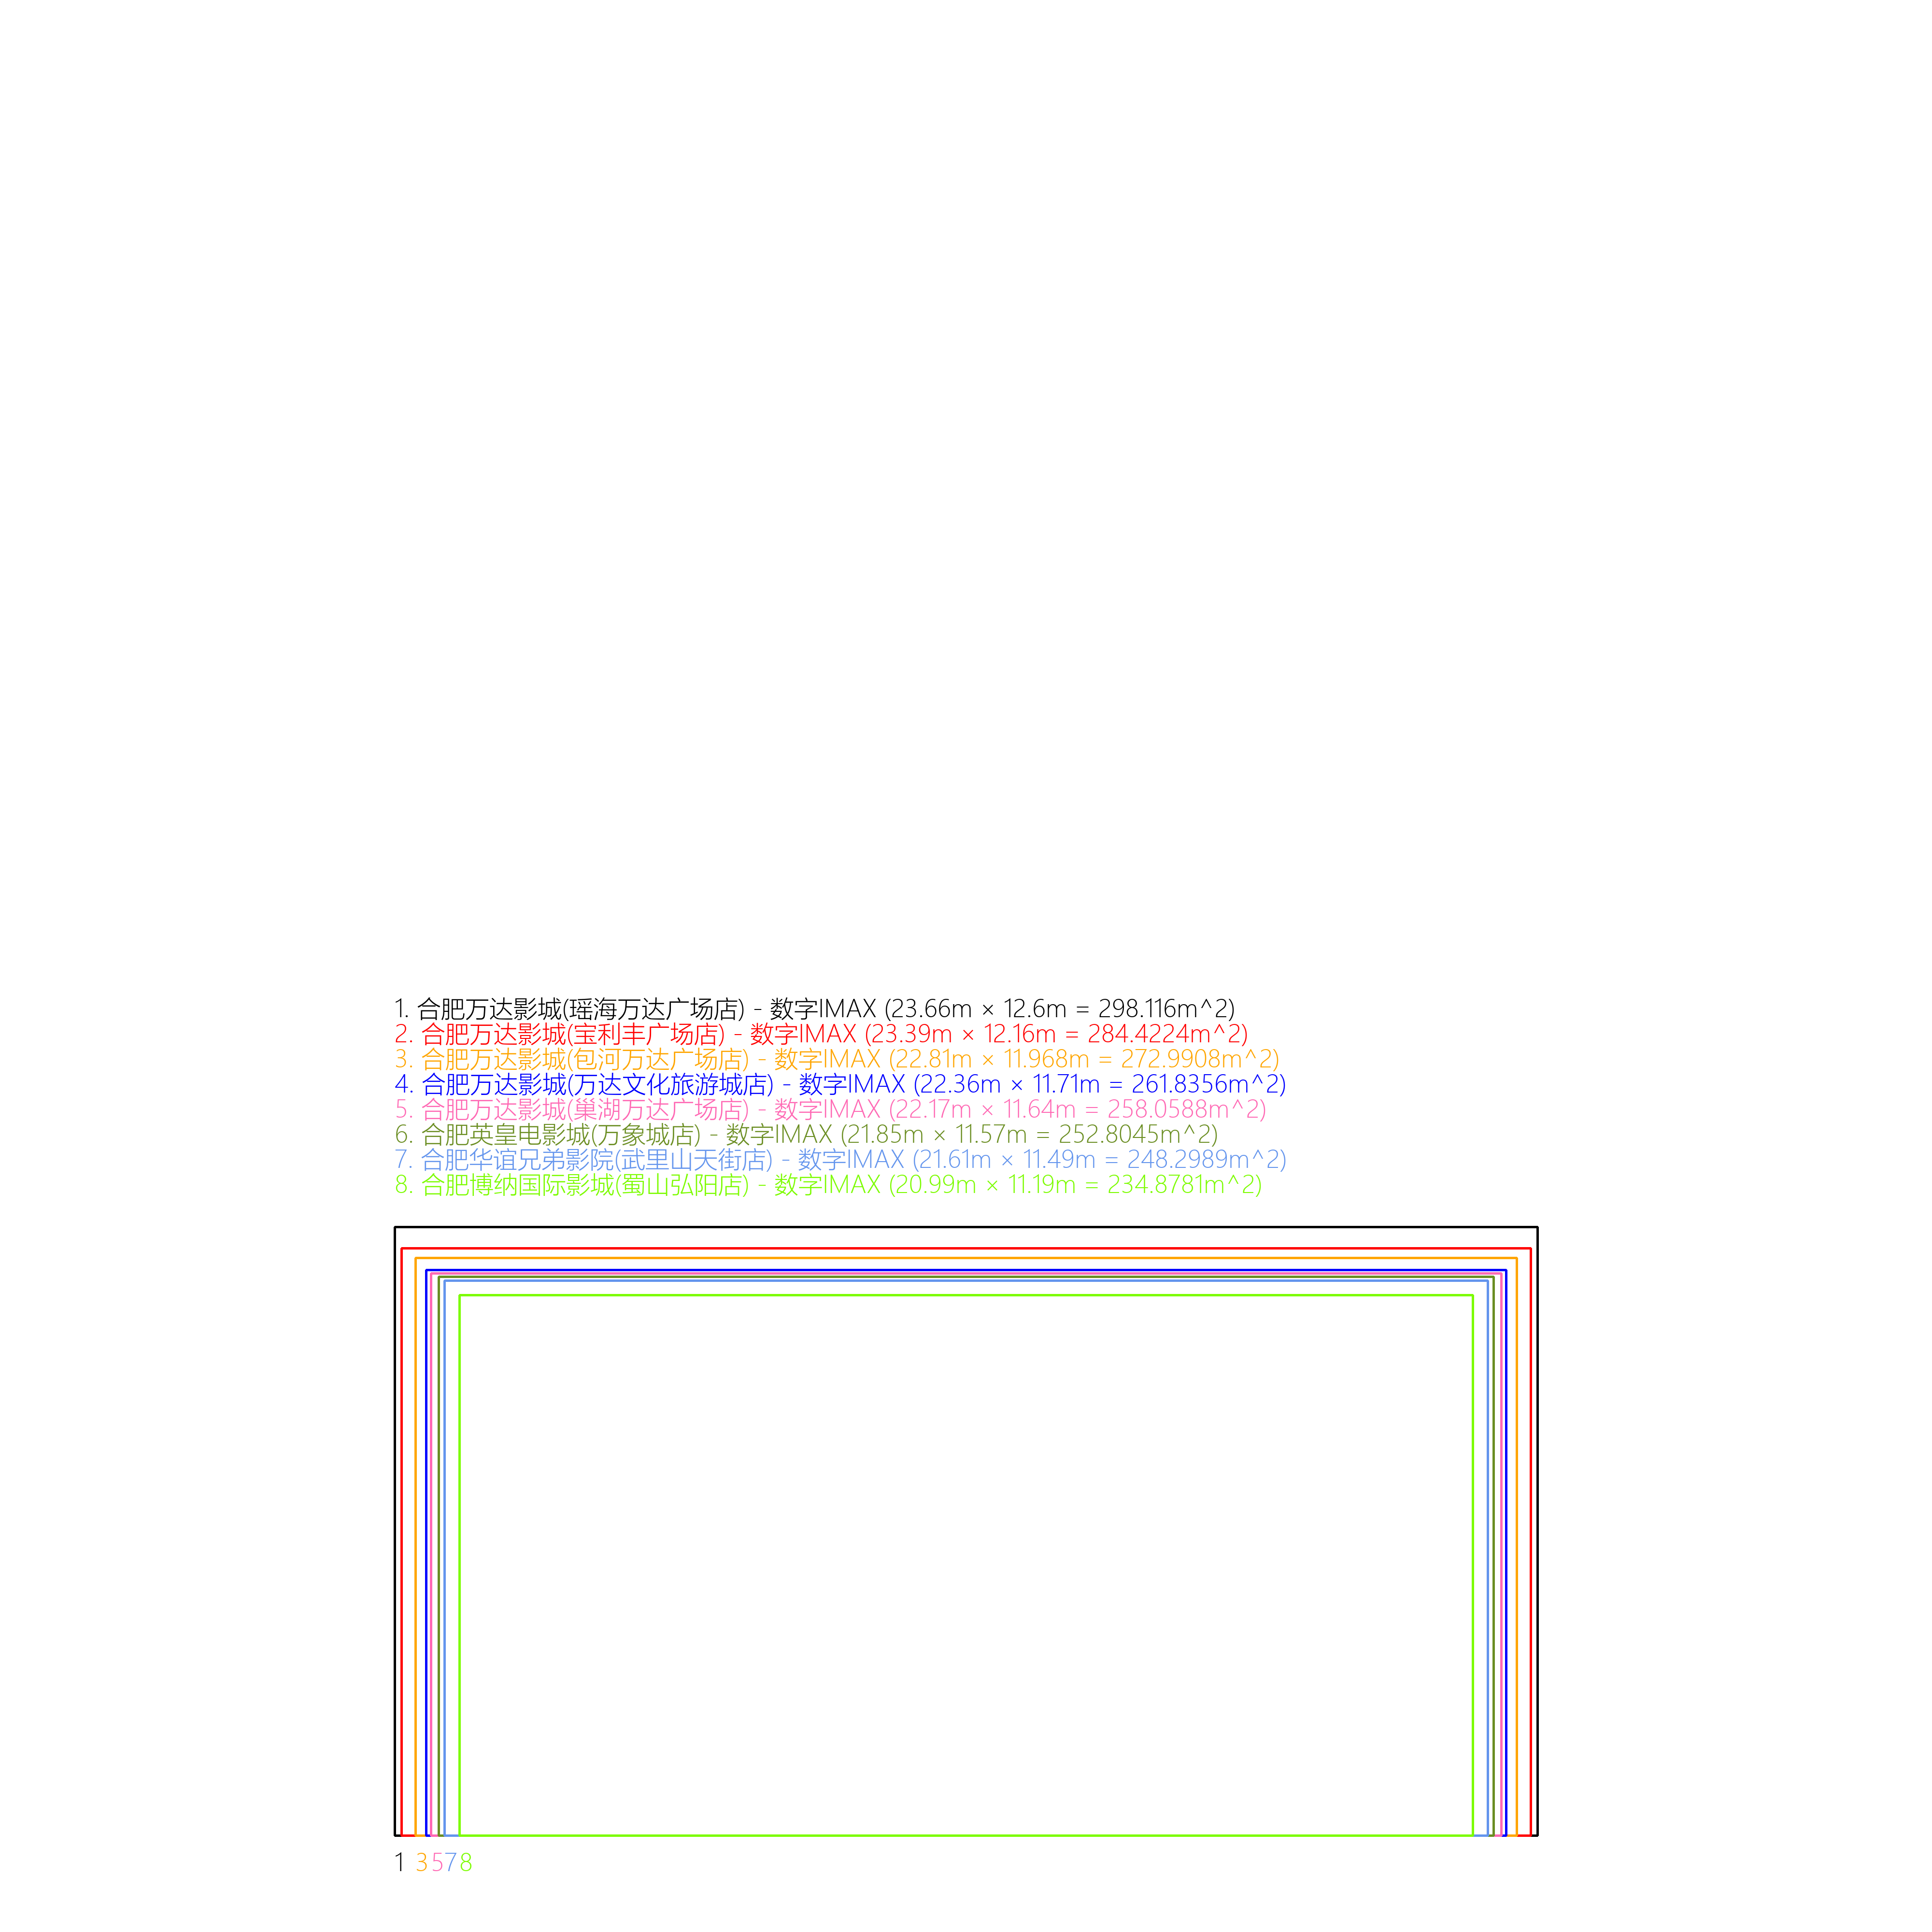 1. 合肥万达影城(瑶海万达广场店) - 数字IMAX (23.66m × 12.6m = 298.116m^2)
2. 合肥万达影城(宝利丰广场店) - 数字IMAX (23.39m × 12.16m = 284.4224m^2)
3. 合肥万达影城(包河万达广场店) - 数字IMAX (22.81m × 11.968m = 272.9908m^2)
4. 合肥万达影城(万达文化旅游城店) - 数字IMAX (22.36m × 11.71m = 261.8356m^2)
5. 合肥万达影城(巢湖万达广场店) - 数字IMAX (22.17m × 11.64m = 258.0588m^2)
6. 合肥英皇电影城(万象城店) - 数字IMAX (21.85m × 11.57m = 252.8045m^2)
7. 合肥华谊兄弟影院(武里山天街店) - 数字IMAX (21.61m × 11.49m = 248.2989m^2)
8. 合肥博纳国际影城(蜀山弘阳店) - 数字IMAX (20.99m × 11.19m = 234.8781m^2)
1 3 5 7 8